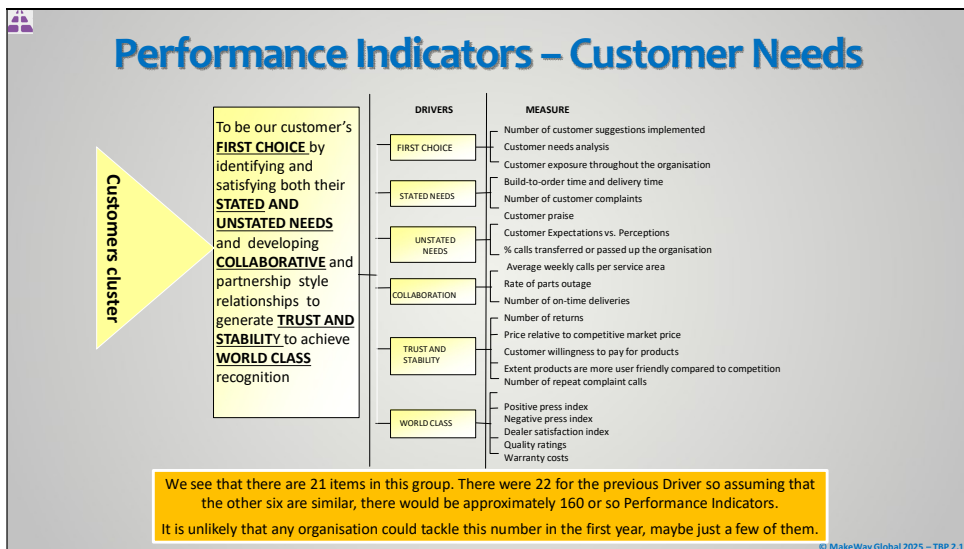 Performance Indicators – Customer Needs
Customers cluster
To be our customer's
FIRST CHOICE by
identifying and
satisfying both their
STATED AND
UNSTATED NEEDS
and developing
COLLABORATIVE and
partnership style
relationships to
generate TRUST AND
STABILITY to achieve
WORLD CLASS
recognition
DRIVERS
MEASURE
FIRST CHOICE
Number of customer suggestions implemented
Customer needs analysis
Customer exposure throughout the organisation
STATED NEEDS
Build-to-order time and delivery time
Number of customer complaints
Customer praise
UNSTATED
NEEDS
Customer Expectations vs. Perceptions
% calls transferred or passed up the organisation
COLLABORATION
Average weekly calls per service area
Rate of parts outage
Number of on-time deliveries
TRUST AND
STABILITY
Number of returns
Price relative to competitive market price
Customer willingness to pay for products
Extent products are more user friendly compared to competition
Number of repeat complaint calls
WORLD CLASS
Positive press index
Negative press index
Dealer satisfaction index
Quality ratings
Warranty costs
We see that there are 21 items in this group. There were 22 for the previous Driver so assuming that
the other six are similar, there would be approximately 160 or so Performance Indicators.
It is unlikely that any organisation could tackle this number in the first year, maybe just a few of them.
© MakeWay Global 2025 – TBP 2.1